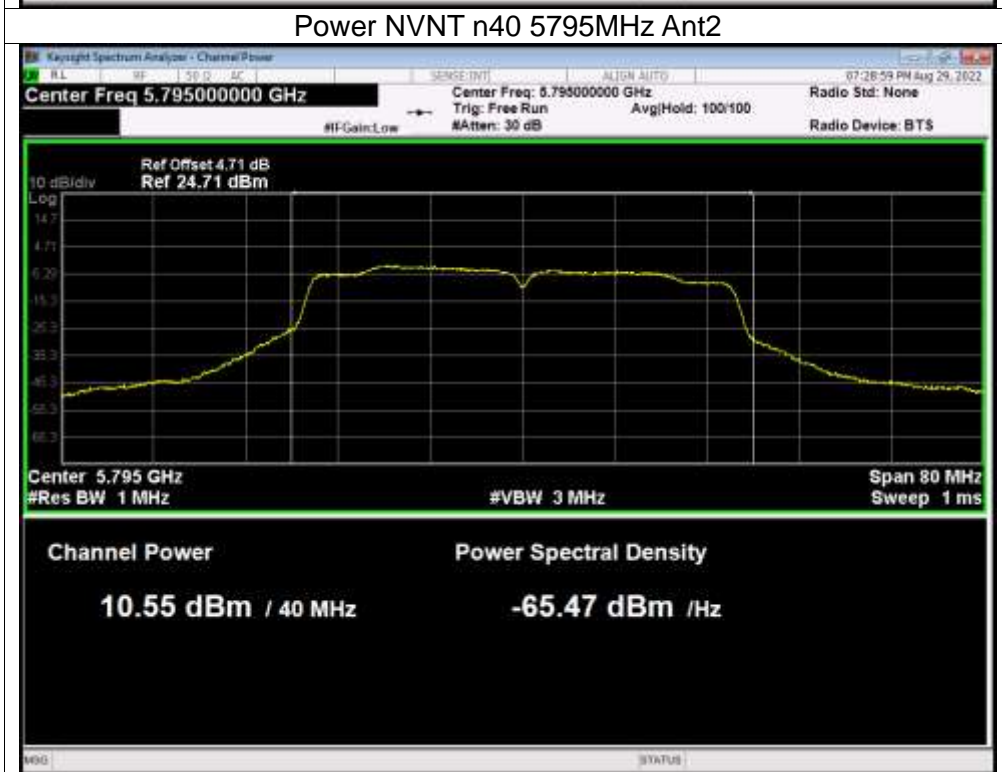 Power NVNT n40 5795MHz Ant2
Keysight Spectrum Analyzer - Channel Power
RL RF 50 Ω AC SENSE:INT ALIGN AUTO 07:28:59 PM Aug 29, 2022
Center Freq 5.795000000 GHz Center Freq: 5.795000000 GHz Radio Std: None
Trig: Free Run Avg|Hold: 100/100
#IFGain:Low #Atten: 30 dB Radio Device: BTS
Ref Offset 4.71 dB
10 dB/div Ref 24.71 dBm
Log
14.7
4.71
-5.29
-15.3
-25.3
-35.3
-45.3
-55.3
-65.3
Center 5.795 GHz Span 80 MHz
#Res BW 1 MHz #VBW 3 MHz Sweep 1 ms
Channel Power Power Spectral Density
10.55 dBm / 40 MHz -65.47 dBm /Hz
MSG STATUS